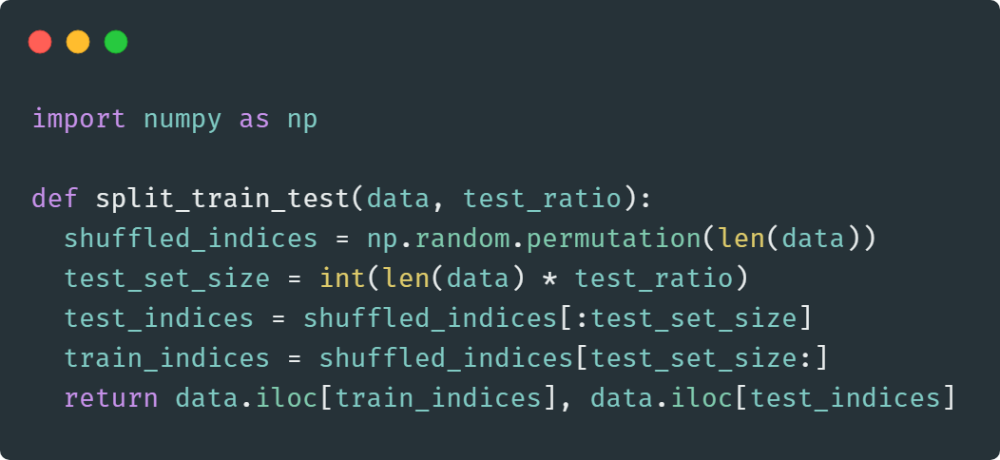 import numpy as np
def split_train_test(data, test_ratio):
  shuffled_indices = np.random.permutation(len(data))
  test_set_size = int(len(data) * test_ratio)
  test_indices = shuffled_indices[:test_set_size]
  train_indices = shuffled_indices[test_set_size:]
  return data.iloc[train_indices], data.iloc[test_indices]